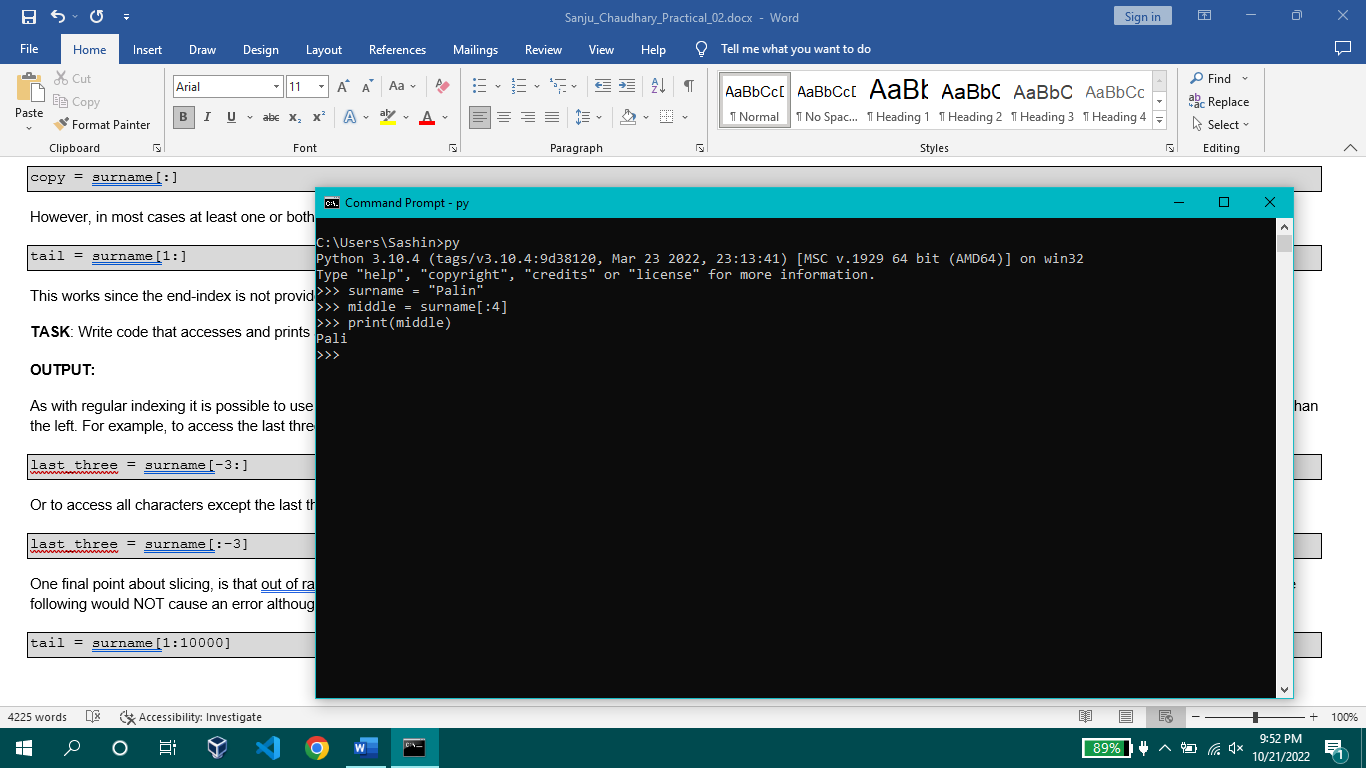 Sanju_Chaudhary_Practical_02.docx - Word
Sign in
File Home Insert Draw Design Layout References Mailings Review View Help Tell me what you want to do
Paste
Cut
Copy
Format Painter
Clipboard
Arial 11
Font
Paragraph
AaBbCcD AaBbCcD AaBb AaBbC AaBbC AaBbCc
¶ Normal ¶ No Spac... ¶ Heading 1 ¶ Heading 2 ¶ Heading 3 ¶ Heading 4
Styles
Find
Replace
Select
Editing
copy = surname[:]
However, in most cases at least one or both
tail = surname[1:]
This works since the end-index is not provid
TASK: Write code that accesses and prints
OUTPUT:
As with regular indexing it is possible to use han
the left. For example, to access the last thre
last_three = surname[-3:]
Or to access all characters except the last th
last_three = surname[:-3]
One final point about slicing, is that out of ra e
following would NOT cause an error althoug
tail = surname[1:10000]
Command Prompt - py
C:\Users\Sashin>py
Python 3.10.4 (tags/v3.10.4:9d38120, Mar 23 2022, 23:13:41) [MSC v.1929 64 bit (AMD64)] on win32
Type "help", "copyright", "credits" or "license" for more information.
>>> surname = "Palin"
>>> middle = surname[:4]
>>> print(middle)
Pali
>>>
4225 words Accessibility: Investigate 100%
89%
9:52 PM
10/21/2022
1